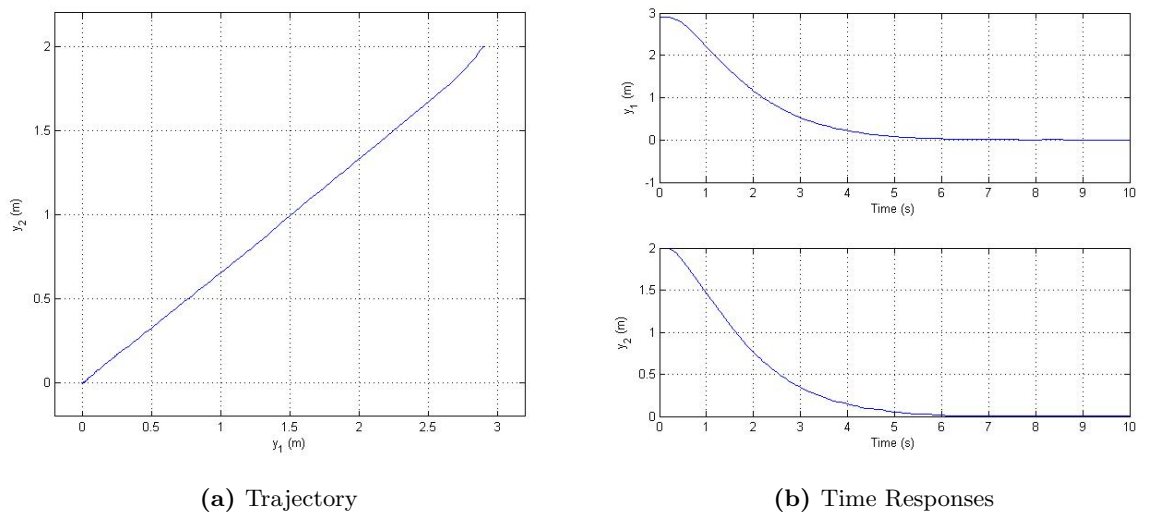 2
1.5
1
0.5
0
y2 (m)
0 0.5 1 1.5 2 2.5 3
y1 (m)
(a) Trajectory
3
2
1
0
-1
y1 (m)
0 1 2 3 4 5 6 7 8 9 10
Time (s)
2
1.5
1
0.5
0
y2 (m)
0 1 2 3 4 5 6 7 8 9 10
Time (s)
(b) Time Responses